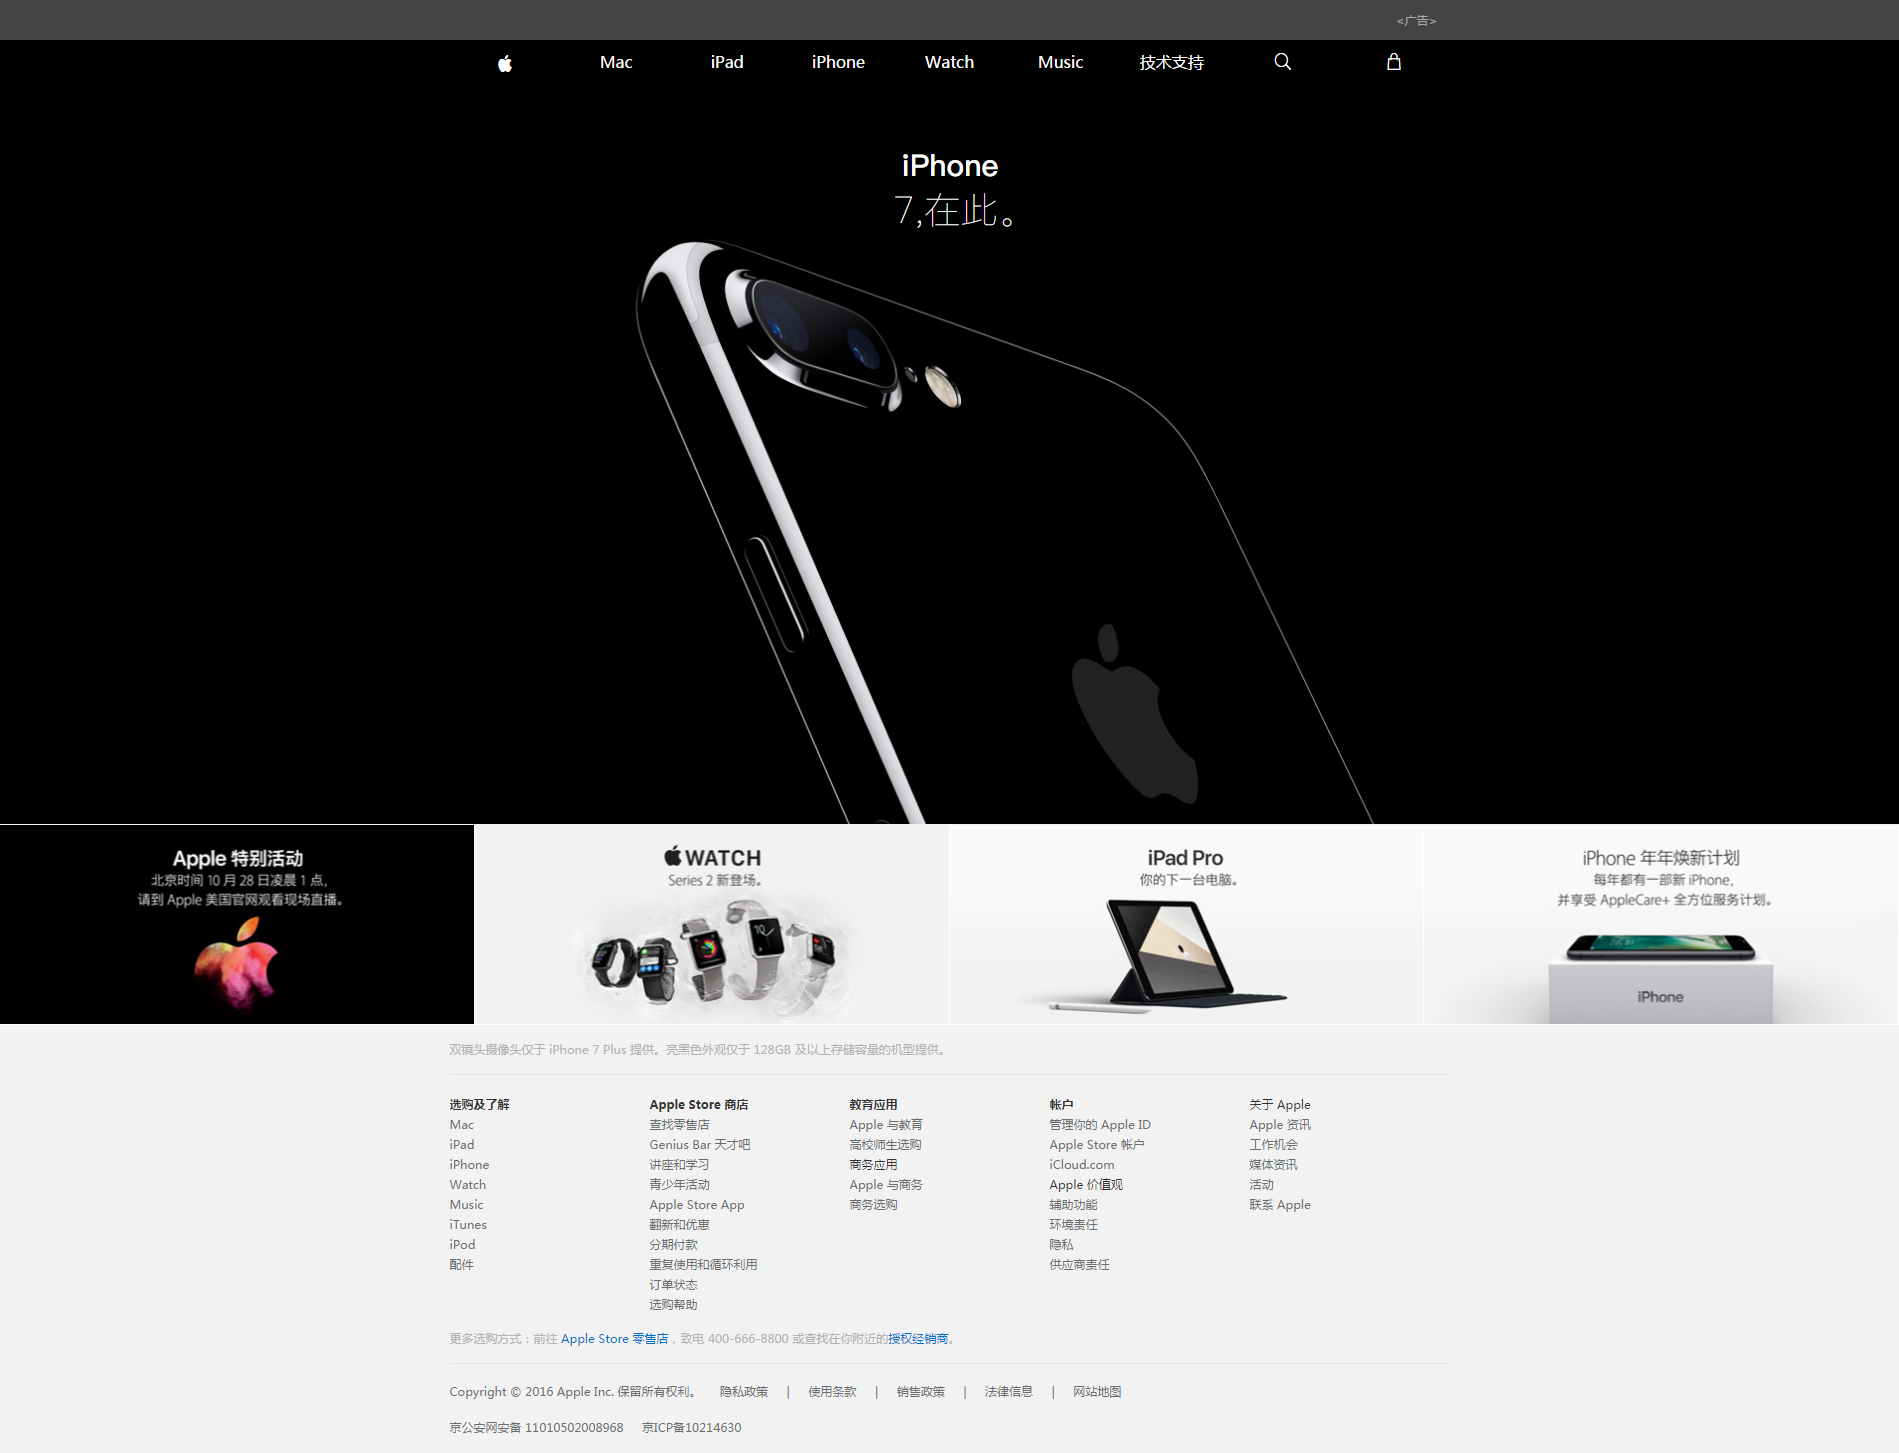 <广告>
Mac iPad iPhone Watch Music 技术支持
iPhone
7,在此。
Apple 特别活动
北京时间 10 月 28 日凌晨 1 点，
请到 Apple 美国官网观看现场直播。
WATCH
Series 2 新登场。
iPad Pro
你的下一台电脑。
iPhone 年年焕新计划
每年都有一部新 iPhone，
并享受 AppleCare+ 全方位服务计划。
iPhone
双镜头摄像头仅于 iPhone 7 Plus 提供。亮黑色外观仅于 128GB 及以上存储容量的机型提供。
选购及了解
Mac
iPad
iPhone
Watch
Music
iTunes
iPod
配件
Apple Store 商店
查找零售店
Genius Bar 天才吧
讲座和学习
青少年活动
Apple Store App
翻新和优惠
分期付款
重复使用和循环利用
订单状态
选购帮助
教育应用
Apple 与教育
高校师生选购
商务应用
Apple 与商务
商务选购
帐户
管理你的 Apple ID
Apple Store 帐户
iCloud.com
Apple 价值观
辅助功能
环境责任
隐私
供应商责任
关于 Apple
Apple 资讯
工作机会
媒体资讯
活动
联系 Apple
更多选购方式：前往 Apple Store 零售店，致电 400-666-8800 或查找在你附近的授权经销商。
Copyright © 2016 Apple Inc. 保留所有权利。 隐私政策 | 使用条款 | 销售政策 | 法律信息 | 网站地图
京公安网安备 11010502008968 京ICP备10214630